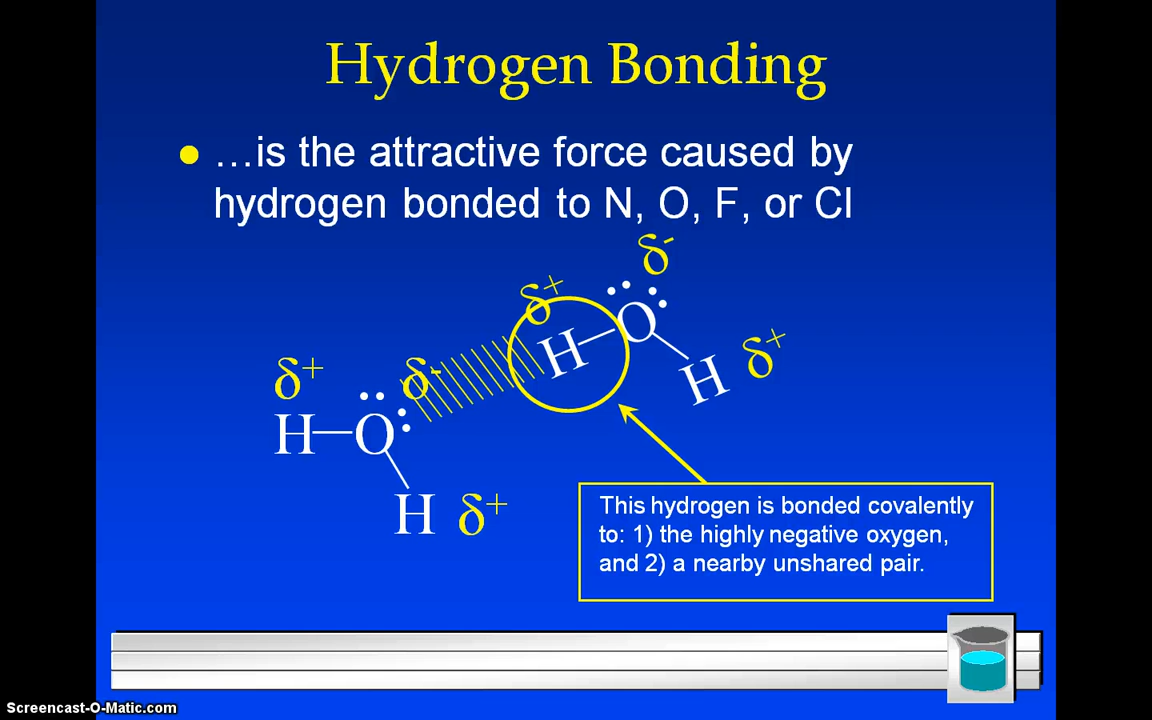 Hydrogen Bonding
● …is the attractive force caused by
hydrogen bonded to N, O, F, or Cl
δ-
δ+
O
H
H
δ+
δ+
δ-
H
O
H
δ+
This hydrogen is bonded covalently
to: 1) the highly negative oxygen,
and 2) a nearby unshared pair.
Screencast-O-Matic.com